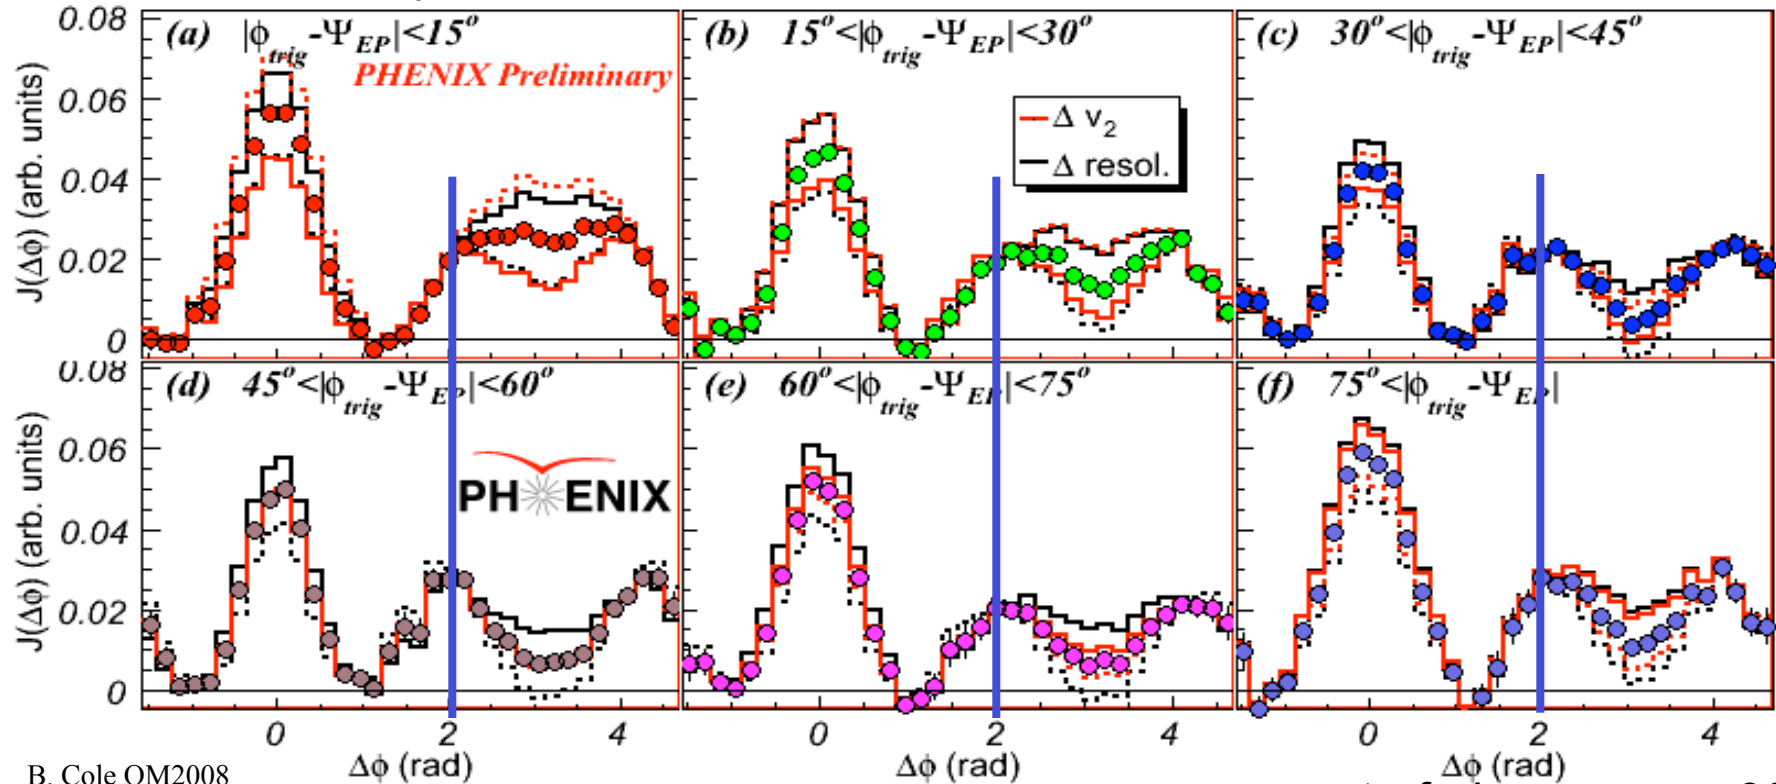 0.08
0.06
0.04
0.02
0
J(Δϕ) (arb. units)
(a) |ϕtrig -ΨEP|<15°
PHENIX Preliminary
(b) 15°<|ϕtrig -ΨEP|<30°
Δ v2
Δ resol.
(c) 30°<|ϕtrig -ΨEP|<45°
0.08
0.06
0.04
0.02
0
J(Δϕ) (arb. units)
(d) 45°<|ϕtrig -ΨEP|<60°
PHENIX
(e) 60°<|ϕtrig -ΨEP|<75°
(f) 75°<|ϕtrig -ΨEP|
0 2 4 0 2 4 0 2 4
Δϕ (rad) Δϕ (rad) Δϕ (rad)
B. Cole QM2008